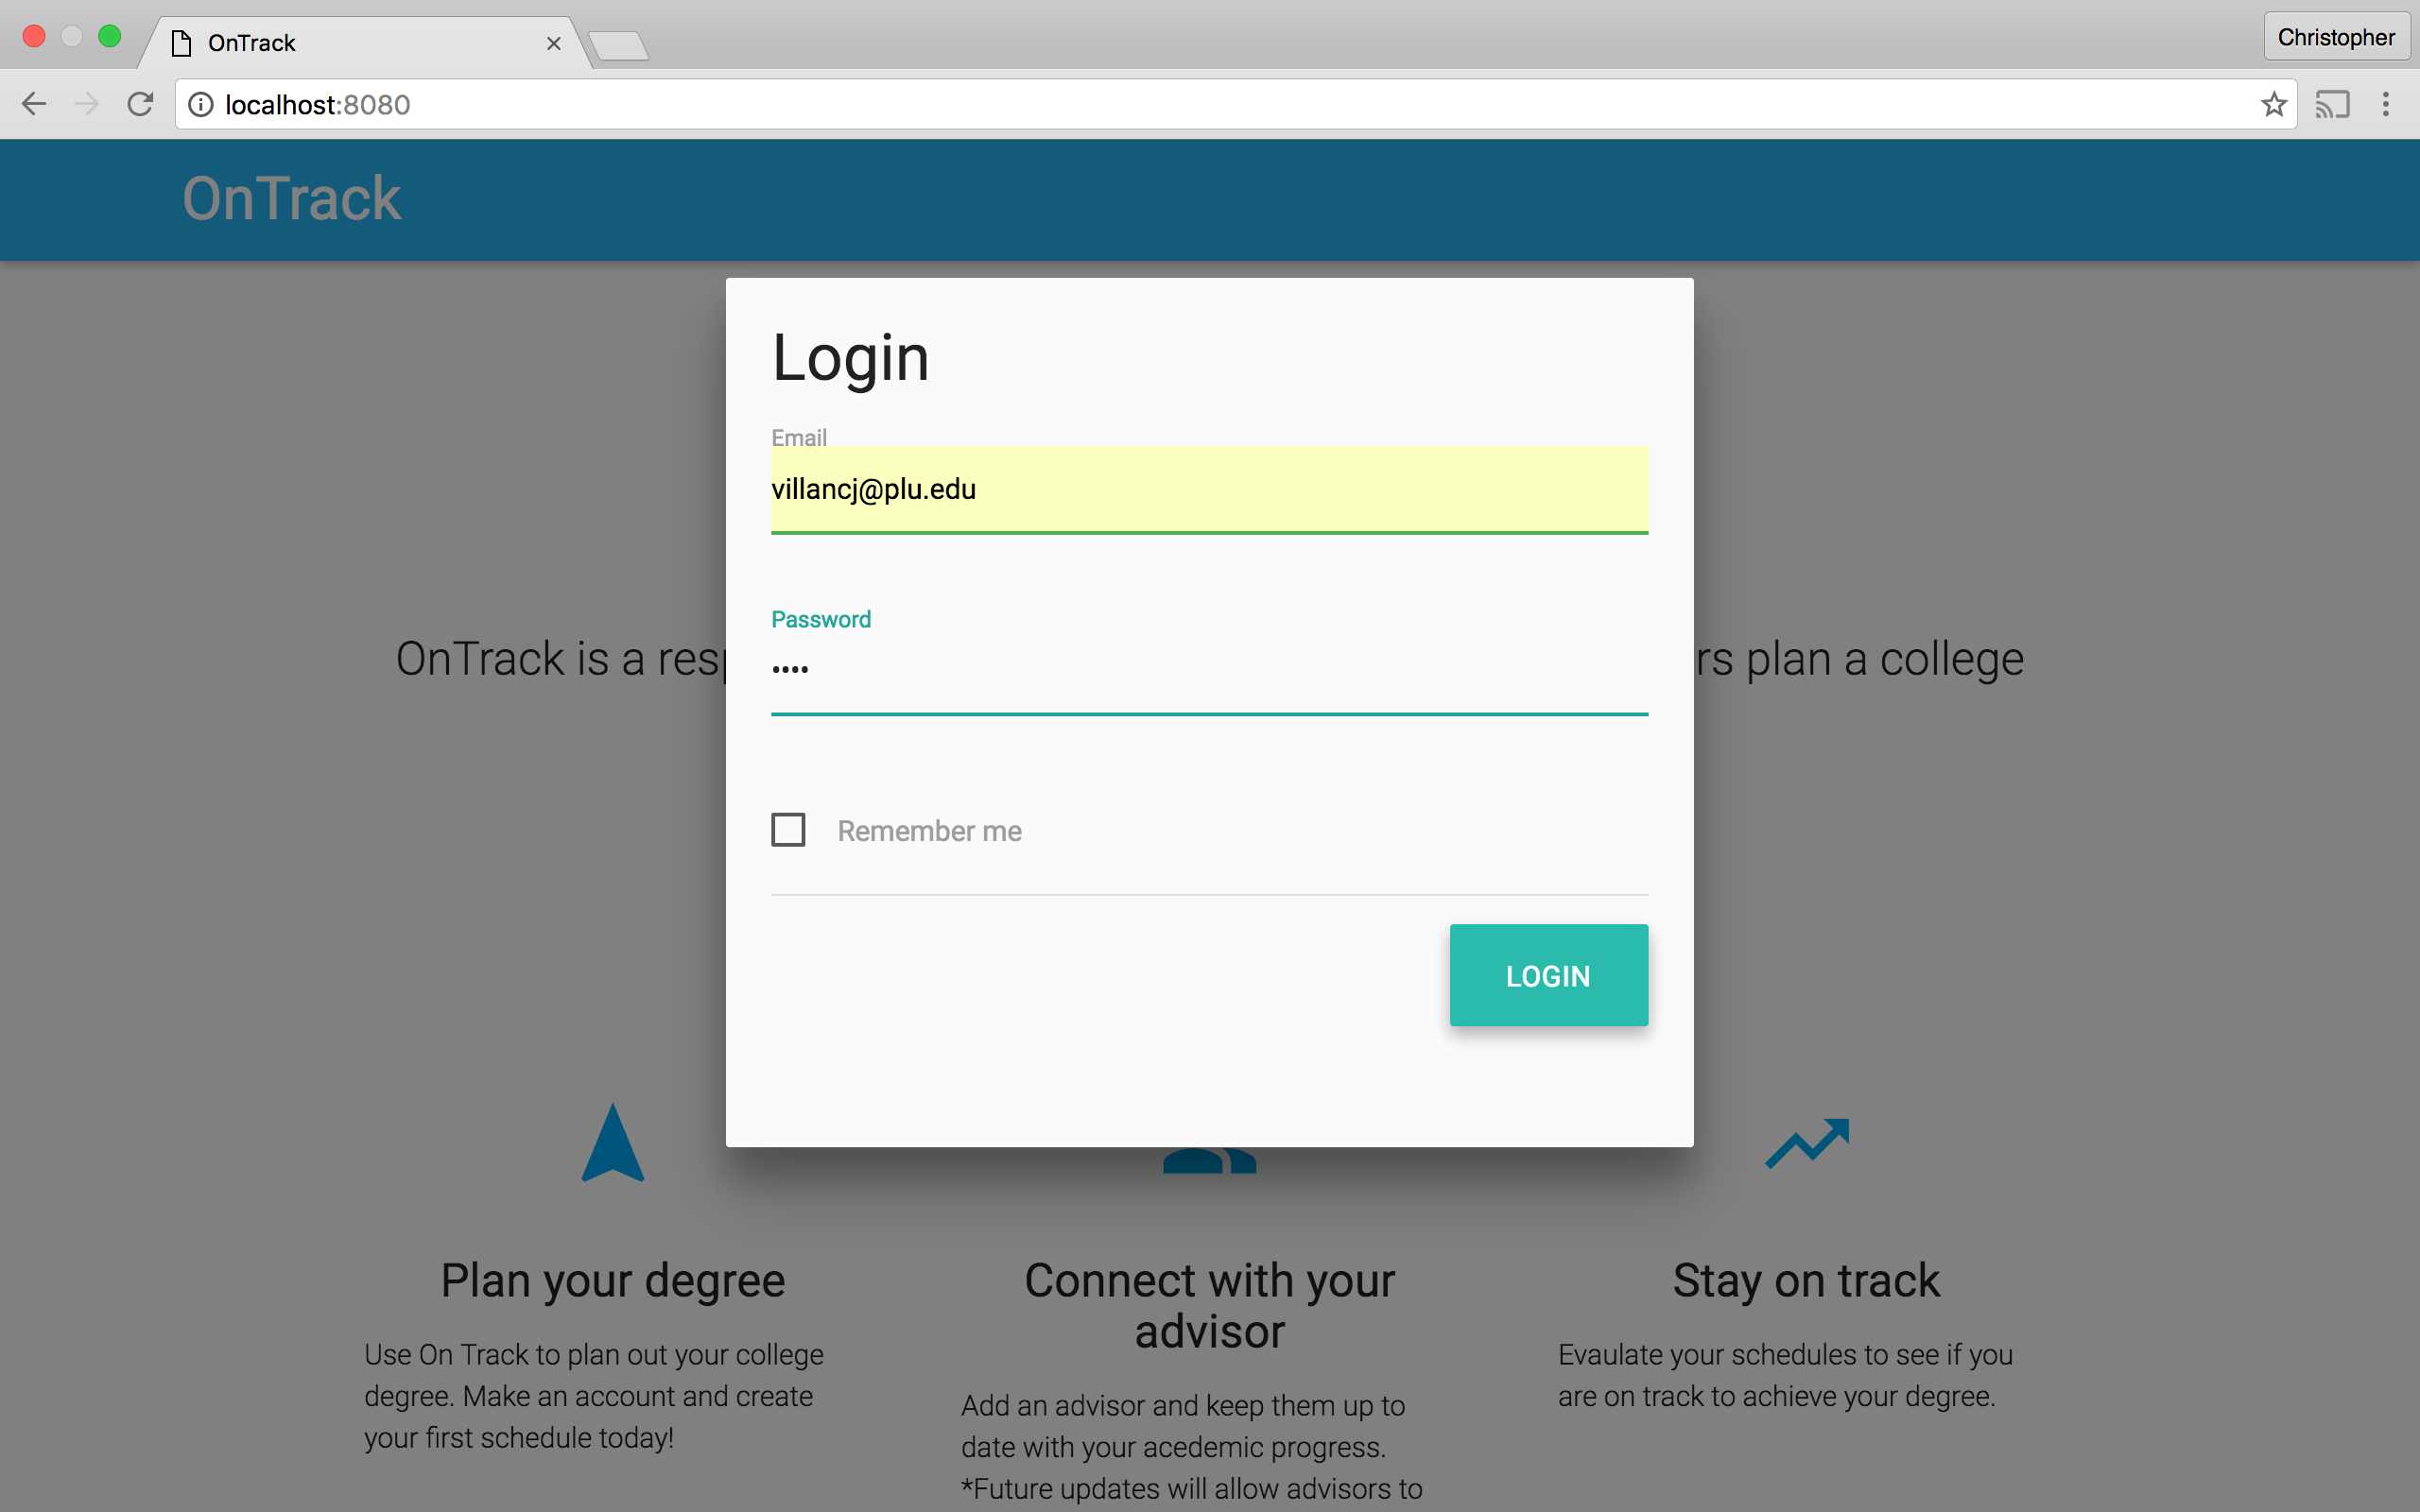 OnTrack
Christopher
localhost:8080
OnTrack
Login
Email
villancj@plu.edu
Password
••••
OnTrack is a rs plan a college
Remember me
LOGIN
Plan your degree
Use On Track to plan out your college
degree. Make an account and create
your first schedule today!
Connect with your
advisor
Add an advisor and keep them up to
date with your acedemic progress.
*Future updates will allow advisors to
Stay on track
Evaulate your schedules to see if you
are on track to achieve your degree.